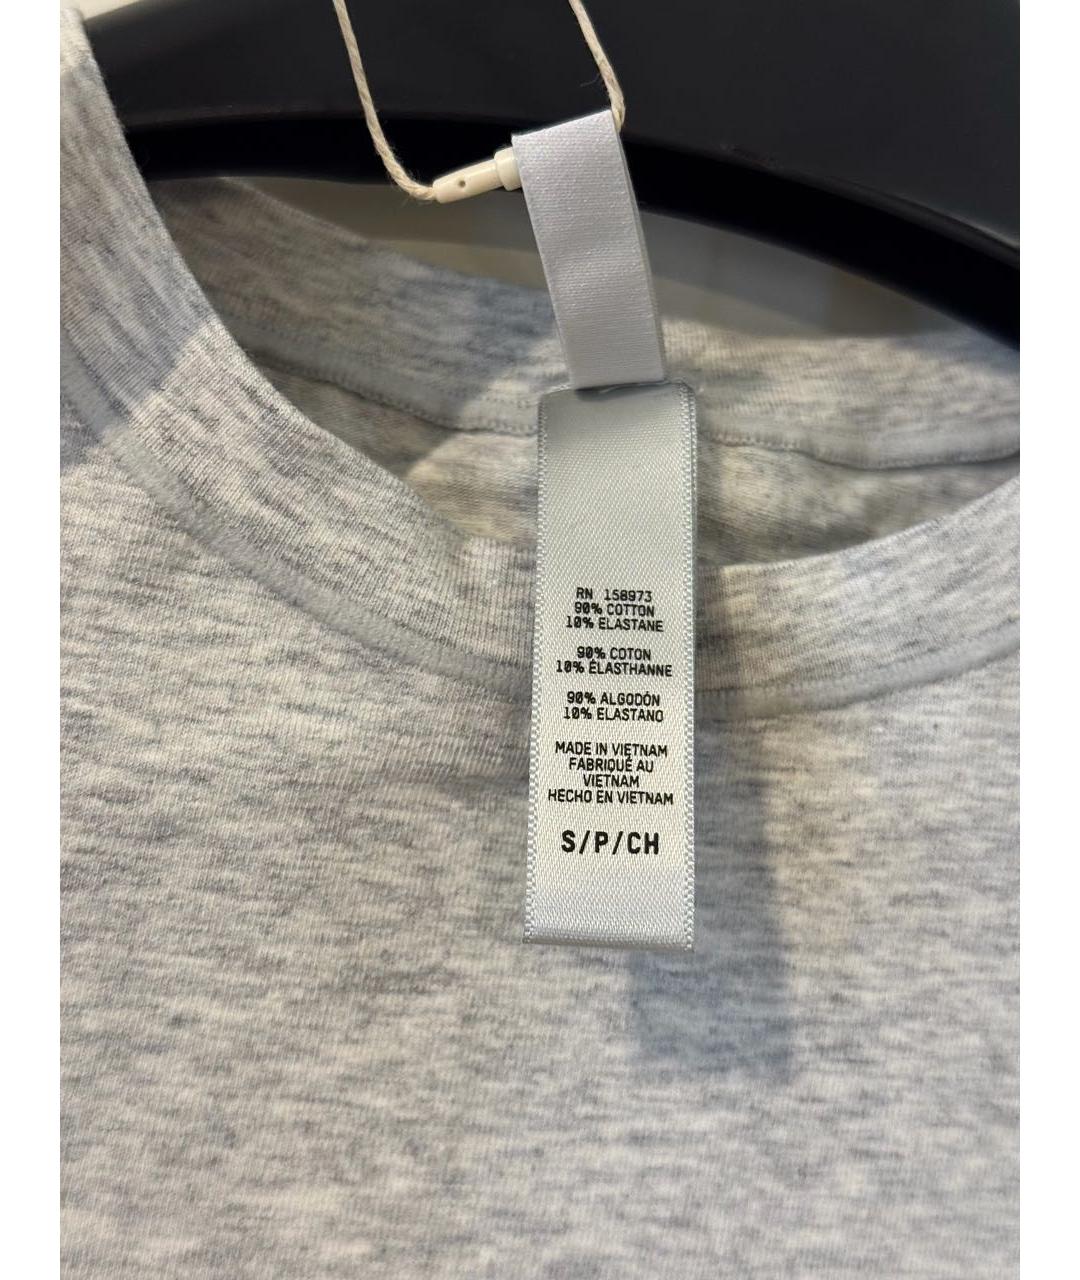 RN 158973
90% COTTON
10% ELASTANE
90% COTON
10% ÉLASTHANNE
90% ALGODÓN
10% ELASTANO
MADE IN VIETNAM
FABRIQUÉ AU
VIETNAM
HECHO EN VIETNAM
S/P/CH